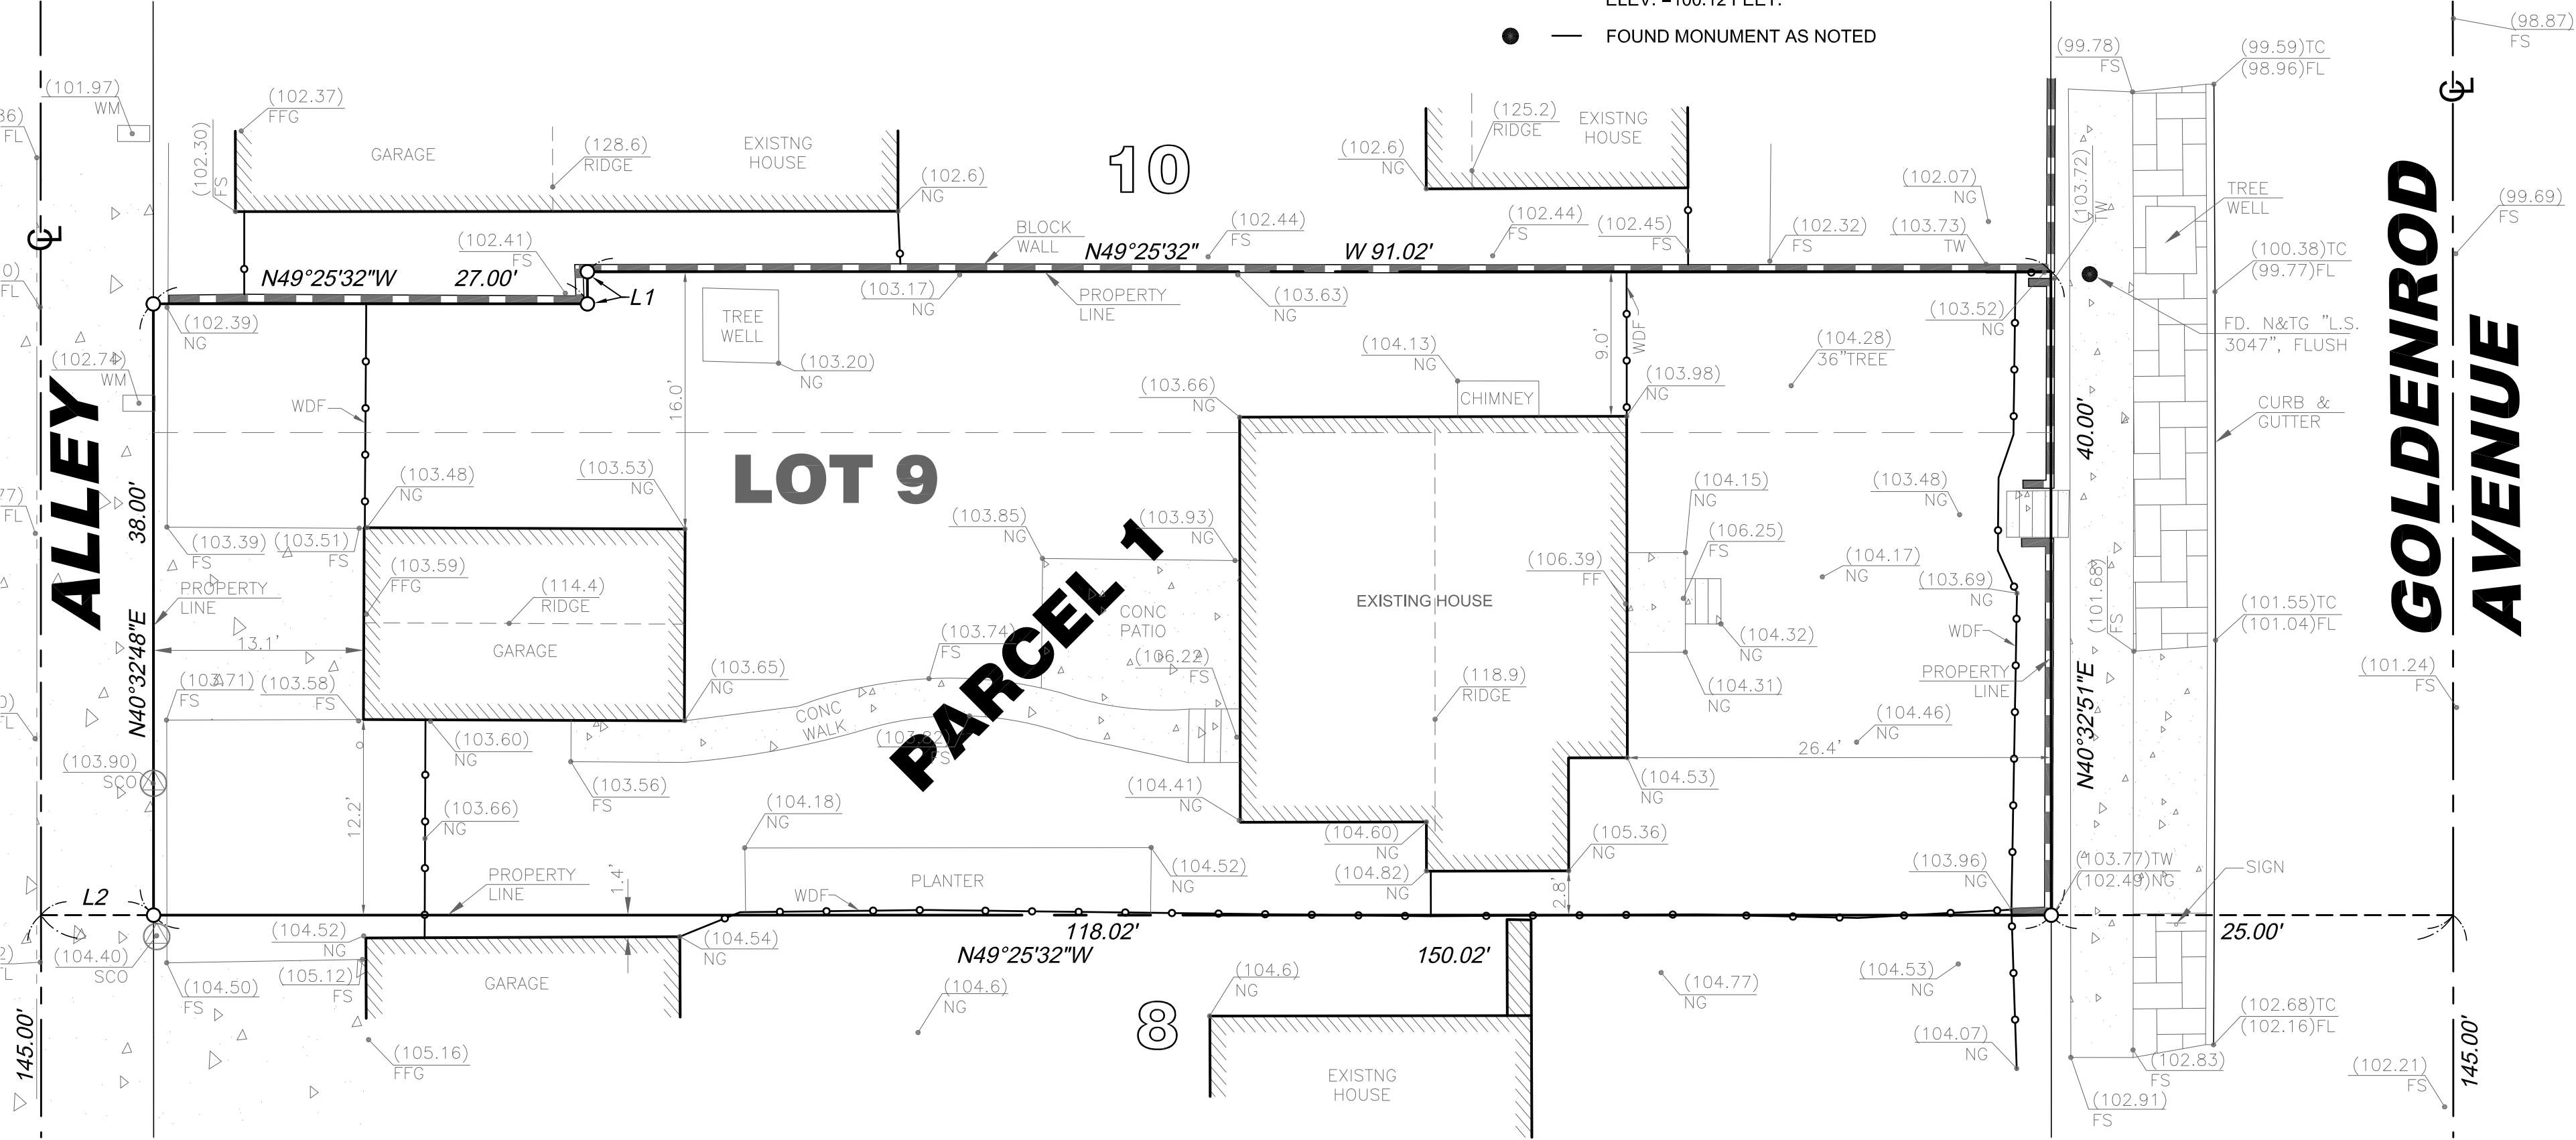 ELEV. =100.12 FEET.
FOUND MONUMENT AS NOTED
(98.87)
FS
(99.78)
FS
(99.59)TC
(98.96)FL
(101.97)
WM
FL
(102.37)
FFG
(102.30)
FS
GARAGE
(128.6)
RIDGE
EXISTNG
HOUSE
(102.6)
NG
10
(102.6)
NG
(125.2)
RIDGE
EXISTNG
HOUSE
(102.07)
NG
(103.72)
TW
TREE
WELL
(99.69)
FS
GOLDENROD
AVENUE
(102.41)
FS
BLOCK
WALL
(102.44)
FS
(102.44)
FS
(102.45)
FS
(102.32)
FS
(103.73)
TW
(100.38)TC
(99.77)FL
N49°25'32"W 27.00'
N49°25'32" W 91.02'
L1
FL
(102.39)
NG
(103.17)
NG
PROPERTY
LINE
(103.63)
NG
(103.52)
NG
FD. N&TG "L.S.
3047", FLUSH
TREE
WELL
(103.20)
NG
16.0'
9.0'
WDF
(104.28)
36"TREE
(104.13)
NG
(102.74)
WM
(103.66)
NG
CHIMNEY
(103.98)
NG
WDF
CURB &
GUTTER
40.00'
ALLEY
38.00'
(103.48)
NG
(103.53)
NG
LOT 9
(104.15)
NG
(103.48)
NG
FL
(103.85)
NG
(103.93)
NG
(106.25)
FS
(103.39)
FS
(103.51)
FS
(103.59)
FFG
(106.39)
FF
(104.17)
NG
(103.69)
NG
(101.68)
FS
PROPERTY
LINE
(114.4)
RIDGE
EXISTING HOUSE
CONC
PATIO
(101.55)TC
(101.04)FL
N40°32'48"E
13.1'
GARAGE
(103.74)
FS
PARCEL 1
(106.22)
FS
(104.32)
NG
WDF
PROPERTY
LINE
(101.24)
FS
(103.71)
FS
(103.58)
FS
(103.65)
NG
(118.9)
RIDGE
(104.31)
NG
N40°32'51"E
CONC
WALK
(103.82)
FS
(104.46)
NG
26.4'
(103.60)
NG
(103.90)
SCO
(103.56)
FS
(104.41)
NG
(104.53)
NG
12.2'
(103.66)
NG
(104.18)
NG
(104.60)
NG
(105.36)
NG
1.4'
PROPERTY
LINE
WDF
PLANTER
(104.52)
NG
(104.82)
NG
2.8'
(103.96)
NG
(103.77)TW
(102.49)NG
SIGN
L2
118.02'
N49°25'32"W
150.02'
25.00'
FL
(104.40)
SCO
(104.52)
NG
(104.54)
NG
(104.50)
FS
(105.12)
FS
GARAGE
(104.6)
NG
(104.6)
NG
(104.77)
NG
(104.53)
NG
(102.68)TC
(102.16)FL
8
145.00'
(105.16)
FFG
EXISTNG
HOUSE
(104.07)
NG
(102.83)
FS
(102.91)
FS
(102.21)
FS
145.00'